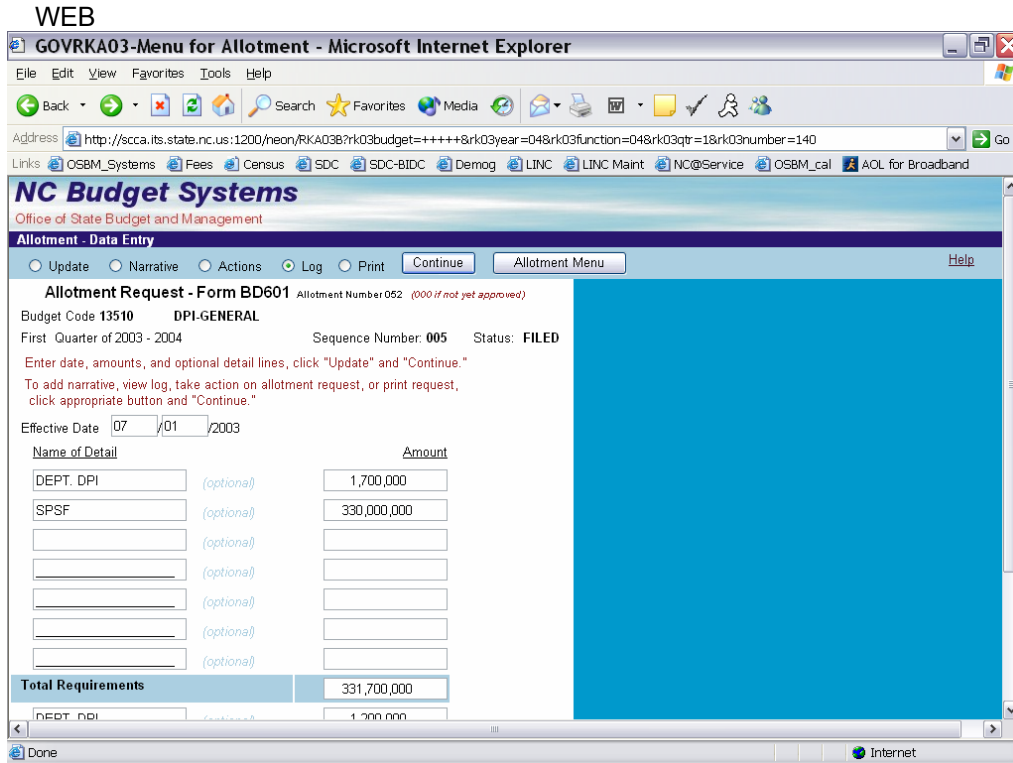 WEB
GOVRKA03-Menu for Allotment - Microsoft Internet Explorer
File Edit View Favorites Tools Help
Back Search Favorites Media
Address http://scca.its.state.nc.us:1200/neon/RKA03B?rk03budget=+++++&rk03year=04&rk03function=04&rk03qtr=1&rk03number=140 Go
Links OSBM_Systems Fees Census SDC SDC-BIDC Demog LINC LINC Maint NC@Service OSBM_cal AOL for Broadband
NC Budget Systems
Office of State Budget and Management
Allotment - Data Entry
Update Narrative Actions Log Print Continue Allotment Menu Help
Allotment Request - Form BD601 Allotment Number 052 (000 if not yet approved)
Budget Code 13510 DPI-GENERAL
First Quarter of 2003 - 2004 Sequence Number: 005 Status: FILED
Enter date, amounts, and optional detail lines, click "Update" and "Continue."
To add narrative, view log, take action on allotment request, or print request,
click appropriate button and "Continue."
Effective Date 07 /01 /2003
Name of Detail Amount
DEPT. DPI (optional) 1,700,000
SPSF (optional) 330,000,000
(optional)
(optional)
(optional)
(optional)
(optional)
Total Requirements 331,700,000
DEPT. DPI (optional) 1,200,000
Done Internet